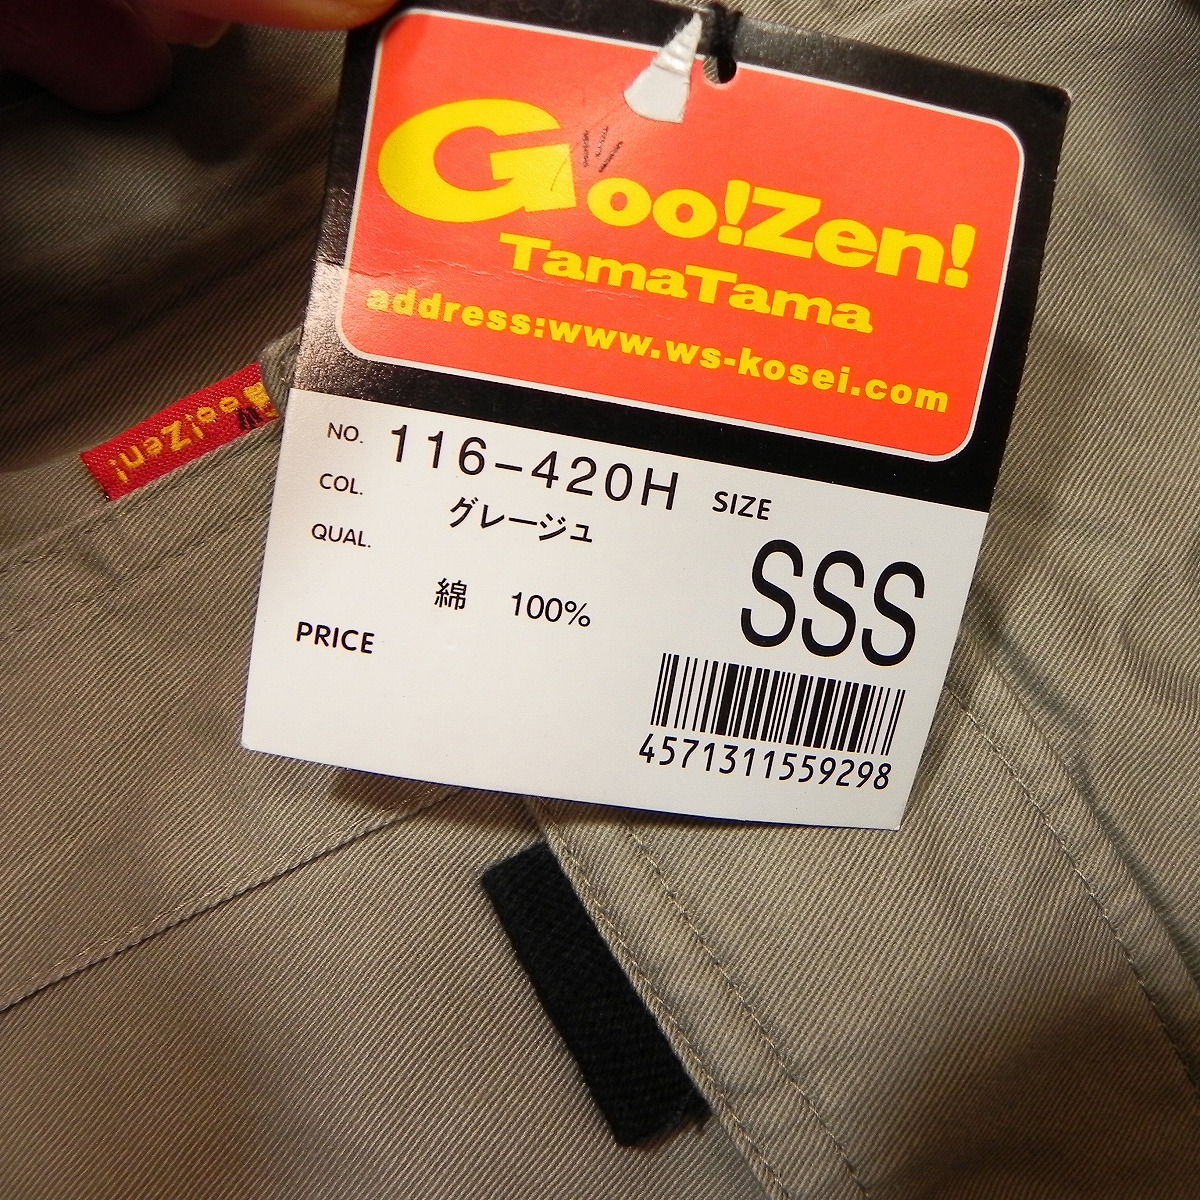 Goo!Zen!
TamaTama
address:www.ws-kosei.com
NO. 116-420H SIZE
COL. グレージュ
QUAL.
SSS
綿 100%
PRICE
4571311559298
oo!Zen!